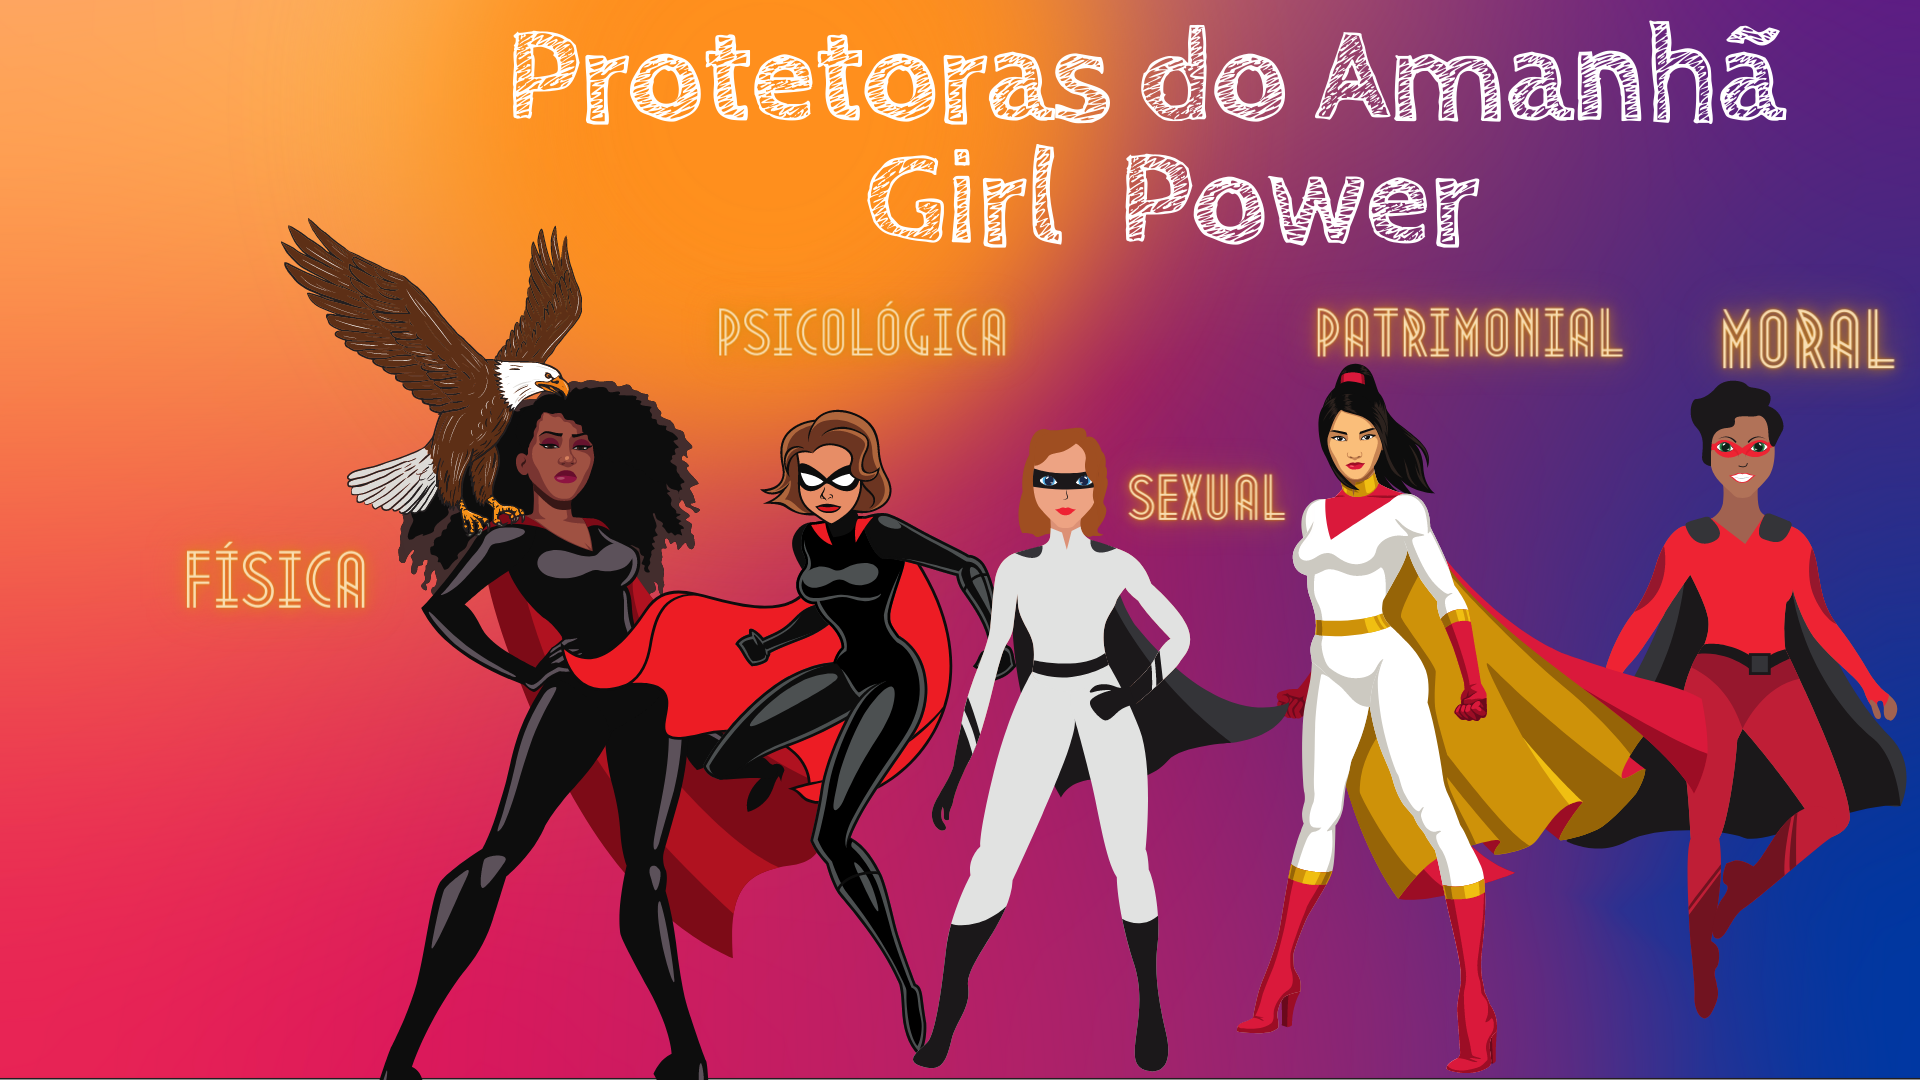 Protetoras do Amanhã
Girl Power
PSICOLÓGICA
PATRIMONIAL
MORAL
SEXUAL
FÍSICA